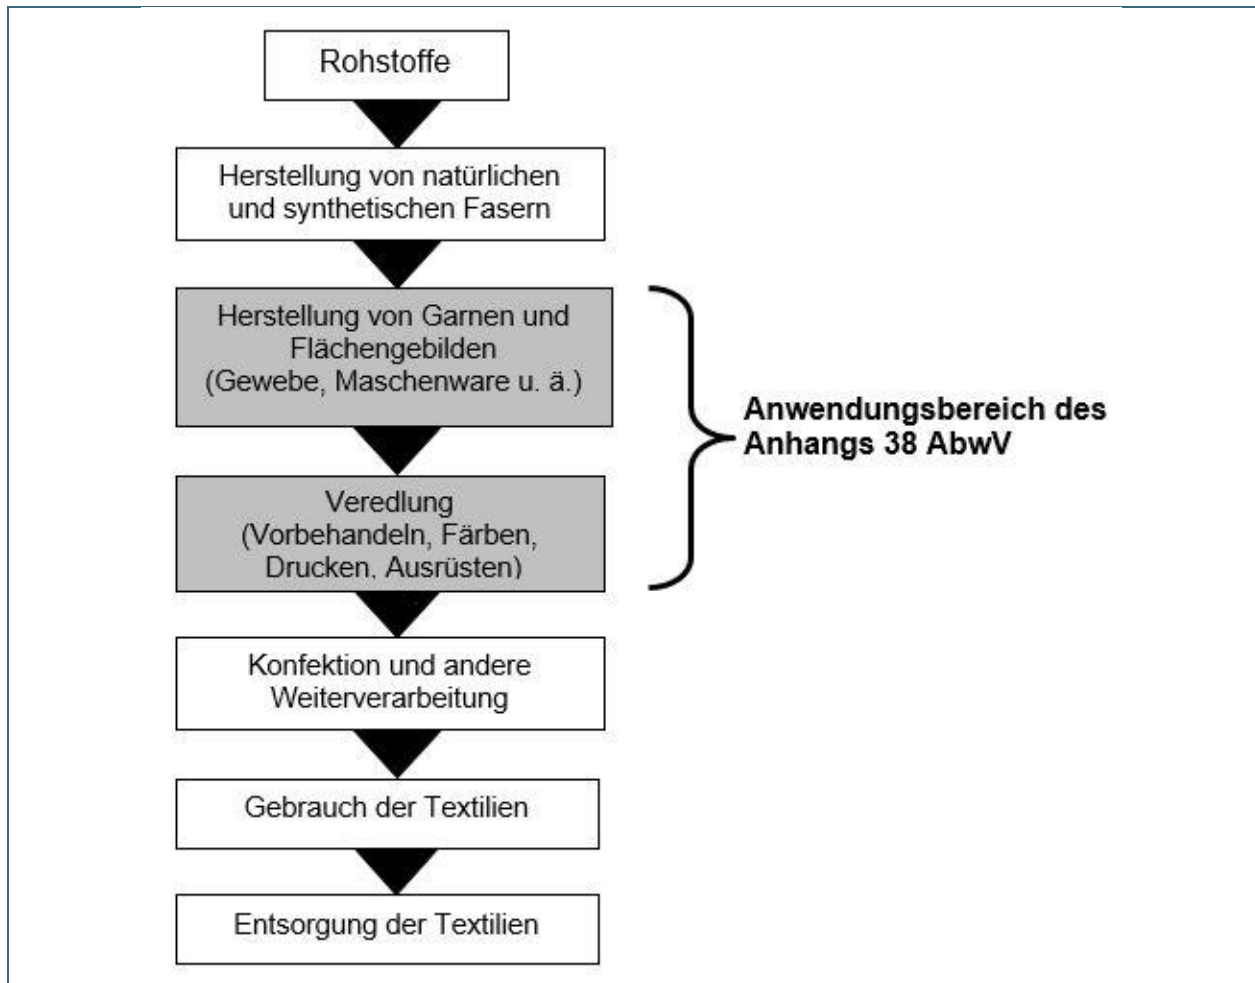 Rohstoffe
Herstellung von natürlichen
und synthetischen Fasern
Herstellung von Garnen und
Flächengebilden
(Gewebe, Maschenware u. ä.)
Anwendungsbereich des
Anhangs 38 AbwV
Veredlung
(Vorbehandeln, Färben,
Drucken, Ausrüsten)
Konfektion und andere
Weiterverarbeitung
Gebrauch der Textilien
Entsorgung der Textilien